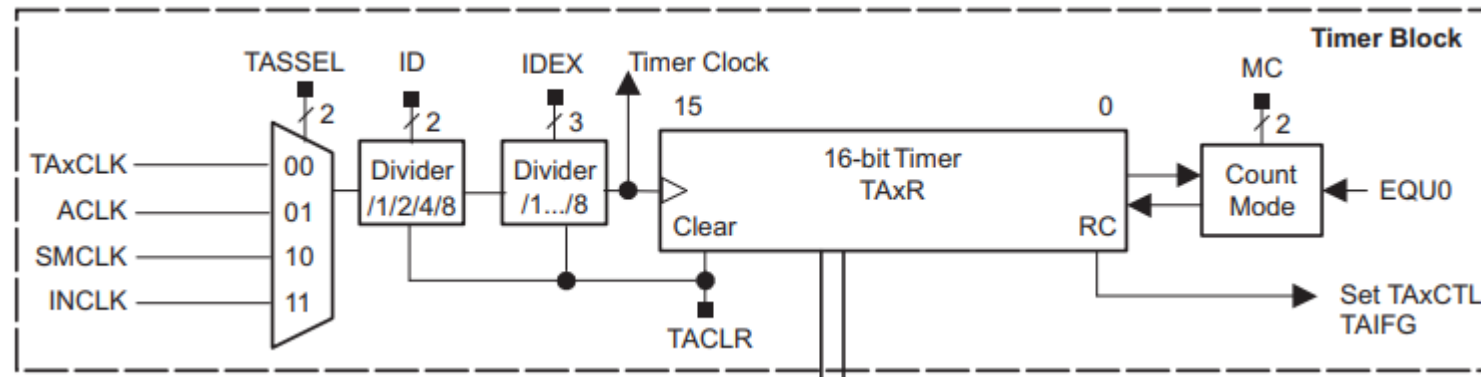 Timer Block
TASSEL
ID
IDEX
Timer Clock
MC
2
2
3
15
0
2
TAxCLK
ACLK
SMCLK
INCLK
00
01
10
11
Divider
/1/2/4/8
Divider
/1.../8
16-bit Timer
TAxR
Clear
RC
Count
Mode
EQU0
TACLR
Set TAxCTL
TAIFG